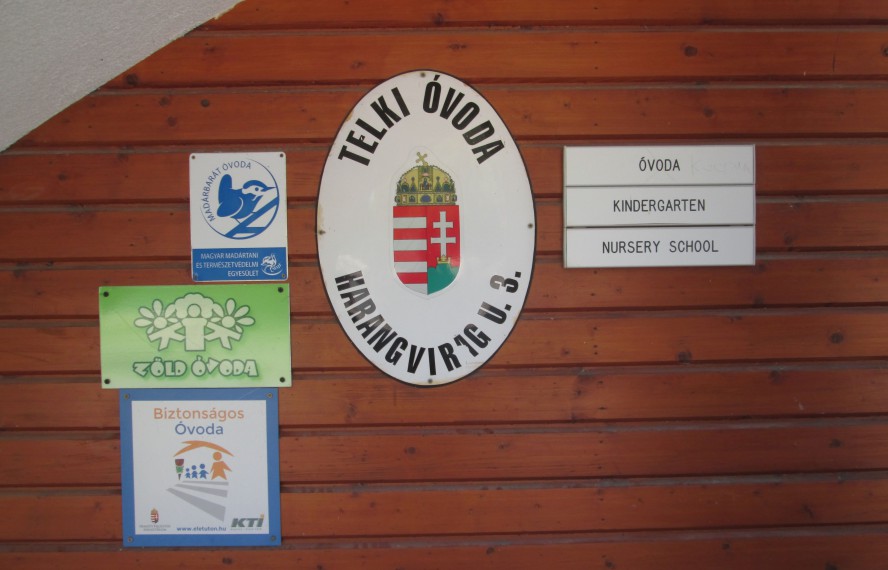 MADÁRBARÁT ÓVODA
MAGYAR MADÁRTANI
ÉS TERMÉSZETVÉDELMI
EGYESÜLET
ZÖLD ÓVODA
Biztonságos
Óvoda
www.eletuton.hu
KTI
TELKI ÓVODA
HARANGVIRÁG U. 3.
ÓVODA
KINDERGARTEN
NURSERY SCHOOL